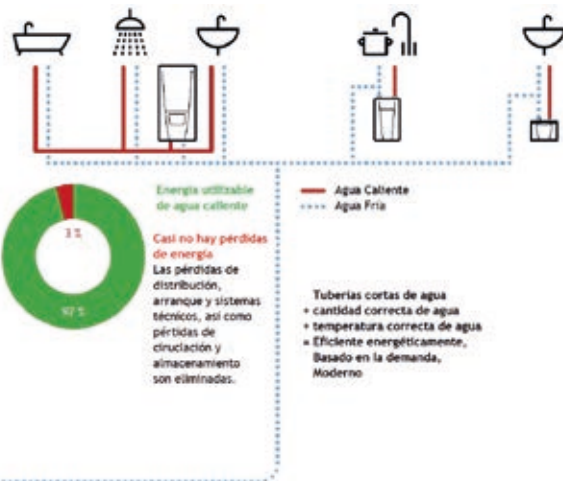 3 %
97 %
Energía utilizable
de agua caliente
Casi no hay pérdidas
de energía
Las pérdidas de
distribución,
arranque y sistemas
técnicos, así como
pérdidas de
ciruclación y
almacenamiento
son eliminadas.
Agua Caliente
Agua Fría
Tuberías cortas de agua
+ cantidad correcta de agua
+ temperatura correcta de agua
= Eficiente energéticamente,
Basado en la demanda,
Moderno